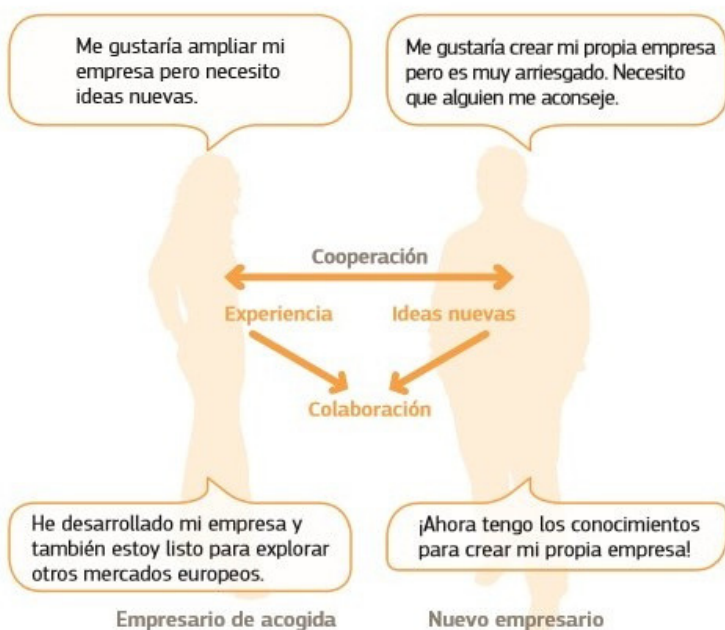 Me gustaría ampliar mi
empresa pero necesito
ideas nuevas.
Me gustaría crear mi propia empresa
pero es muy arriesgado. Necesito
que alguien me aconseje.
Cooperación
Experiencia
Ideas nuevas
Colaboración
He desarrollado mi empresa y
también estoy listo para explorar
otros mercados europeos.
¡Ahora tengo los conocimientos
para crear mi propia empresa!
Empresario de acogida
Nuevo empresario